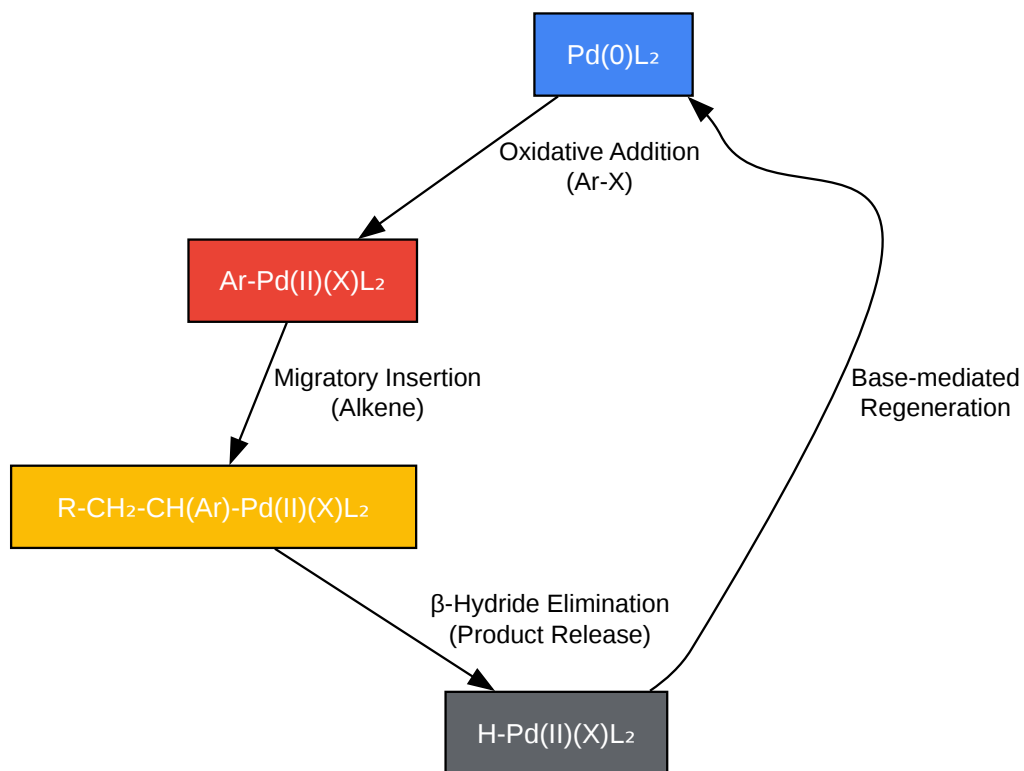 Pd(0)L₂
Oxidative Addition
(Ar-X)
Ar-Pd(II)(X)L₂
Migratory Insertion
(Alkene)
Base-mediated
Regeneration
R-CH₂-CH(Ar)-Pd(II)(X)L₂
β-Hydride Elimination
(Product Release)
H-Pd(II)(X)L₂